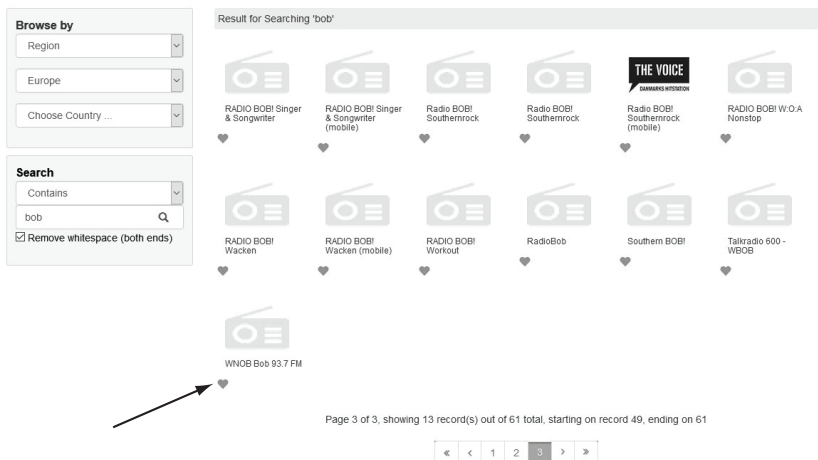 Browse by
Region
Europe
Choose Country ...
Search
Contains
bob
Remove whitespace (both ends)
Result for Searching 'bob'
RADIO BOB! Singer
& Songwriter
RADIO BOB! Singer
& Songwriter
(mobile)
Radio BOB!
Southernrock
Radio BOB!
Southernrock
THE VOICE
DANMARKS HITSTATION
Radio BOB!
Southernrock
(mobile)
RADIO BOB! W:O:A
Nonstop
RADIO BOB!
Wacken
RADIO BOB!
Wacken (mobile)
RADIO BOB!
Workout
RadioBob
Southern BOB!
Talkradio 600 -
WBOB
WNOB Bob 93.7 FM
Page 3 of 3, showing 13 record(s) out of 61 total, starting on record 49, ending on 61
« < 1 2 3 > »